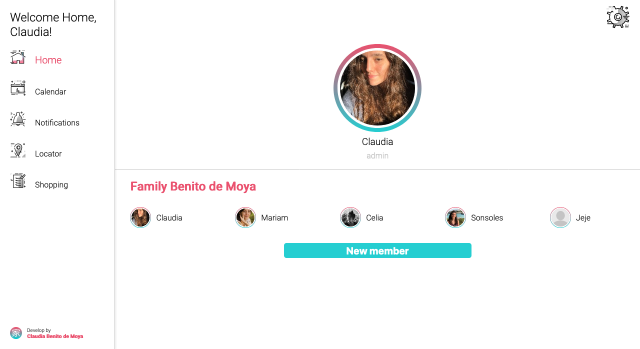 Welcome Home,
Claudia!
Home
Calendar
Notifications
Locator
Shopping
Develop by
Claudia Benito de Moya
Claudia
admin
Family Benito de Moya
Claudia
Mariam
Celia
Sonsoles
Jeje
New member